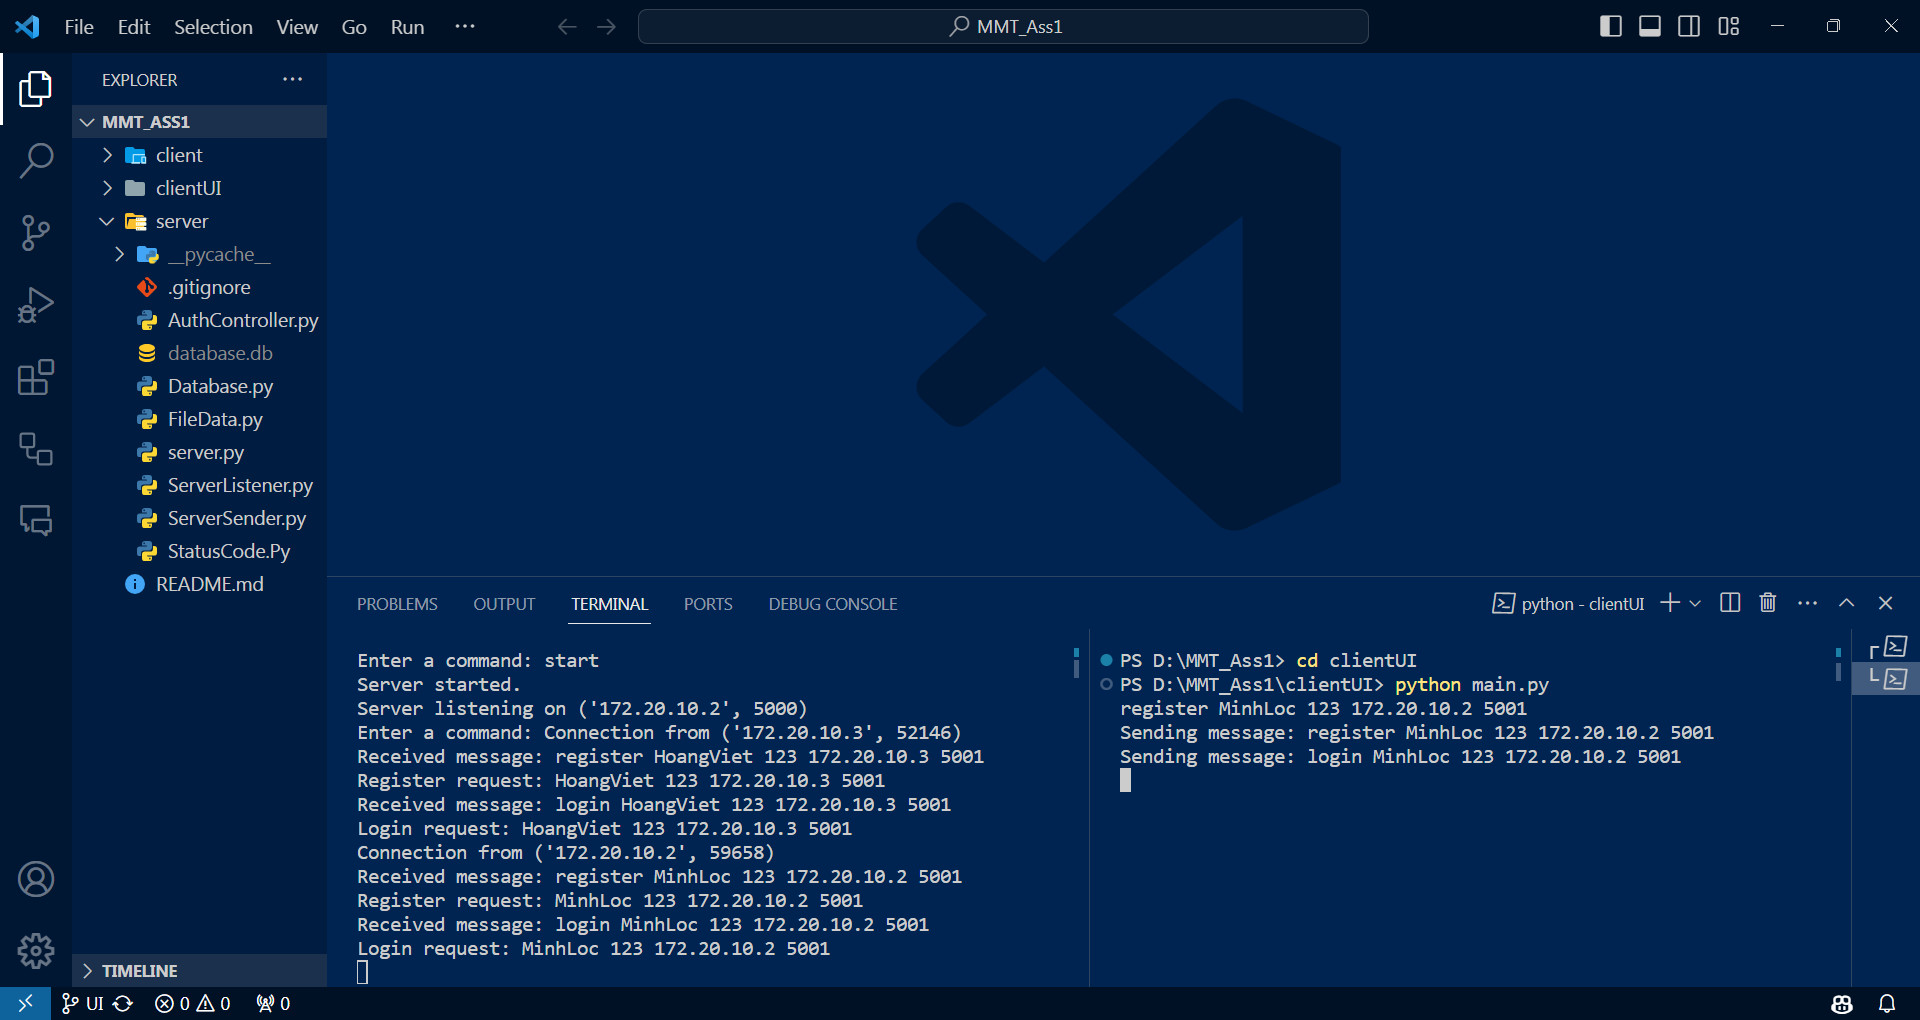 File Edit Selection View Go Run ...
MMT_Ass1
EXPLORER ...
MMT_ASS1
client
clientUI
server
__pycache__
.gitignore
AuthController.py
database.db
Database.py
FileData.py
server.py
ServerListener.py
ServerSender.py
StatusCode.Py
README.md
TIMELINE
PROBLEMS OUTPUT TERMINAL PORTS DEBUG CONSOLE
python - clientUI
Enter a command: start
Server started.
Server listening on ('172.20.10.2', 5000)
Enter a command: Connection from ('172.20.10.3', 52146)
Received message: register HoangViet 123 172.20.10.3 5001
Register request: HoangViet 123 172.20.10.3 5001
Received message: login HoangViet 123 172.20.10.3 5001
Login request: HoangViet 123 172.20.10.3 5001
Connection from ('172.20.10.2', 59658)
Received message: register MinhLoc 123 172.20.10.2 5001
Register request: MinhLoc 123 172.20.10.2 5001
Received message: login MinhLoc 123 172.20.10.2 5001
Login request: MinhLoc 123 172.20.10.2 5001
PS D:\MMT_Ass1> cd clientUI
PS D:\MMT_Ass1\clientUI> python main.py
register MinhLoc 123 172.20.10.2 5001
Sending message: register MinhLoc 123 172.20.10.2 5001
Sending message: login MinhLoc 123 172.20.10.2 5001
UI 0 0 0